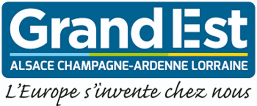 Grand Est
ALSACE CHAMPAGNE-ARDENNE LORRAINE
L'Europe s'invente chez nous